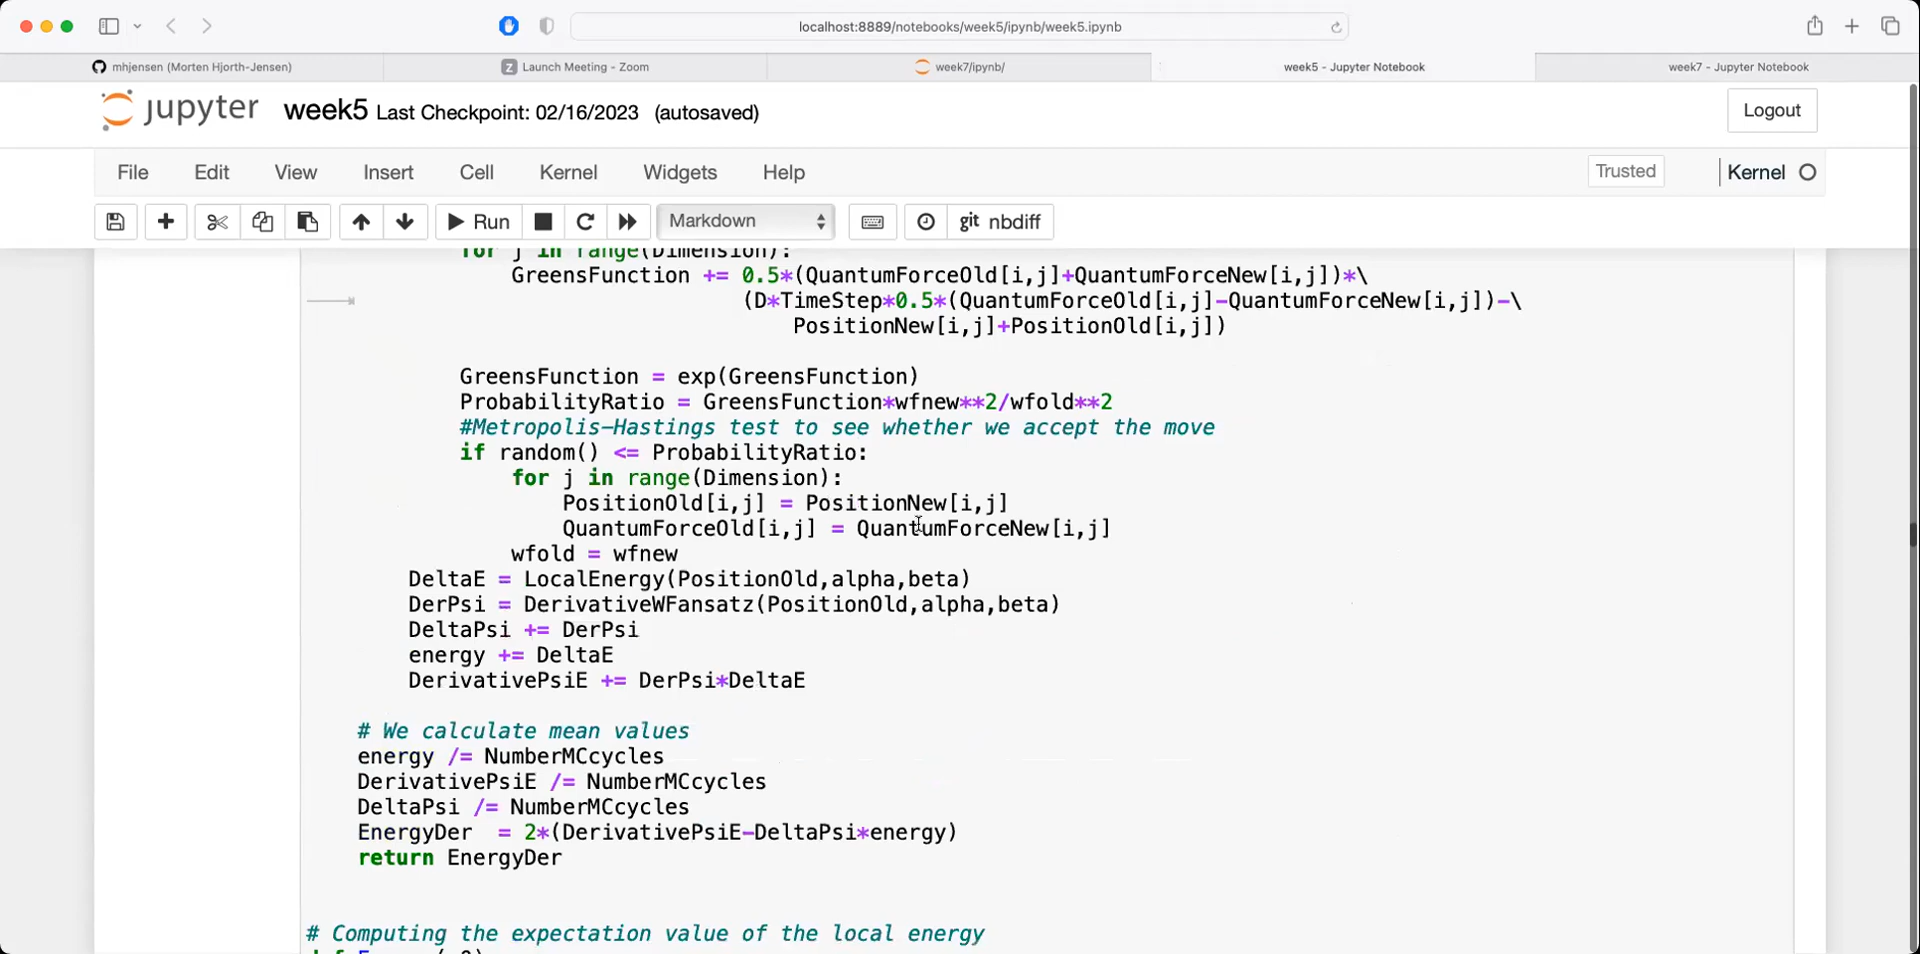 localhost:8889/notebooks/week5/ipynb/week5.ipynb
mhjensen (Morten Hjorth-Jensen)
Launch Meeting - Zoom
week7/ipynb/
week5 - Jupyter Notebook
week7 - Jupyter Notebook
jupyter week5 Last Checkpoint: 02/16/2023 (autosaved)
Logout
File Edit View Insert Cell Kernel Widgets Help
Trusted
Kernel
Run
Markdown
git nbdiff
for j in range(Dimension):
GreensFunction += 0.5*(QuantumForceOld[i,j]+QuantumForceNew[i,j])*\
(D*TimeStep*0.5*(QuantumForceOld[i,j]-QuantumForceNew[i,j])-\
PositionNew[i,j]+PositionOld[i,j])
GreensFunction = exp(GreensFunction)
ProbabilityRatio = GreensFunction*wfnew**2/wfold**2
#Metropolis-Hastings test to see whether we accept the move
if random() <= ProbabilityRatio:
for j in range(Dimension):
PositionOld[i,j] = PositionNew[i,j]
QuantumForceOld[i,j] = QuantumForceNew[i,j]
wfold = wfnew
DeltaE = LocalEnergy(PositionOld,alpha,beta)
DerPsi = DerivativeWFansatz(PositionOld,alpha,beta)
DeltaPsi += DerPsi
energy += DeltaE
DerivativePsiE += DerPsi*DeltaE
# We calculate mean values
energy /= NumberMCcycles
DerivativePsiE /= NumberMCcycles
DeltaPsi /= NumberMCcycles
EnergyDer  = 2*(DerivativePsiE-DeltaPsi*energy)
return EnergyDer
# Computing the expectation value of the local energy